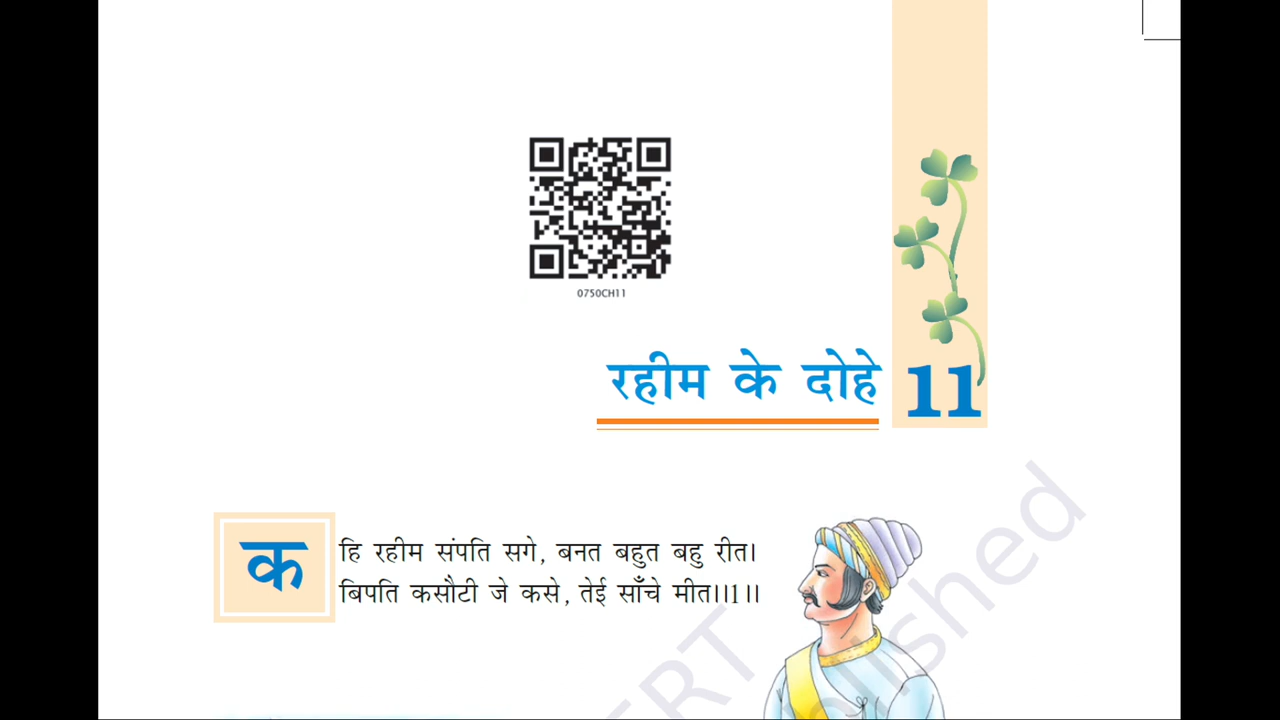 0750CH11
रहीम के दोहे 11
कहि रहीम संपति सगे, बनत बहुत बहु रीत।
बिपति कसौटी जे कसे, तेई साँचे मीत।।1।।